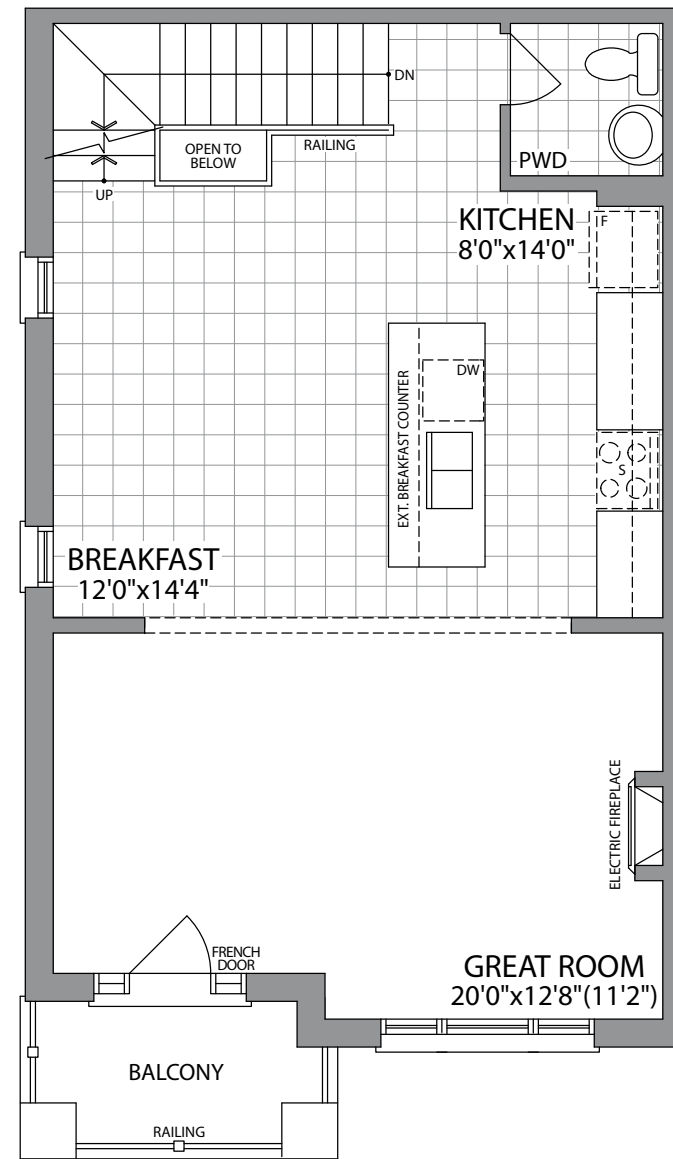 DN
OPEN TO
BELOW
RAILING
UP
PWD
KITCHEN
8'0"x14'0"
F
DW
EXT. BREAKFAST COUNTER
S
BREAKFAST
12'0"x14'4"
ELECTRIC FIREPLACE
FRENCH
DOOR
GREAT ROOM
20'0"x12'8"(11'2")
BALCONY
RAILING